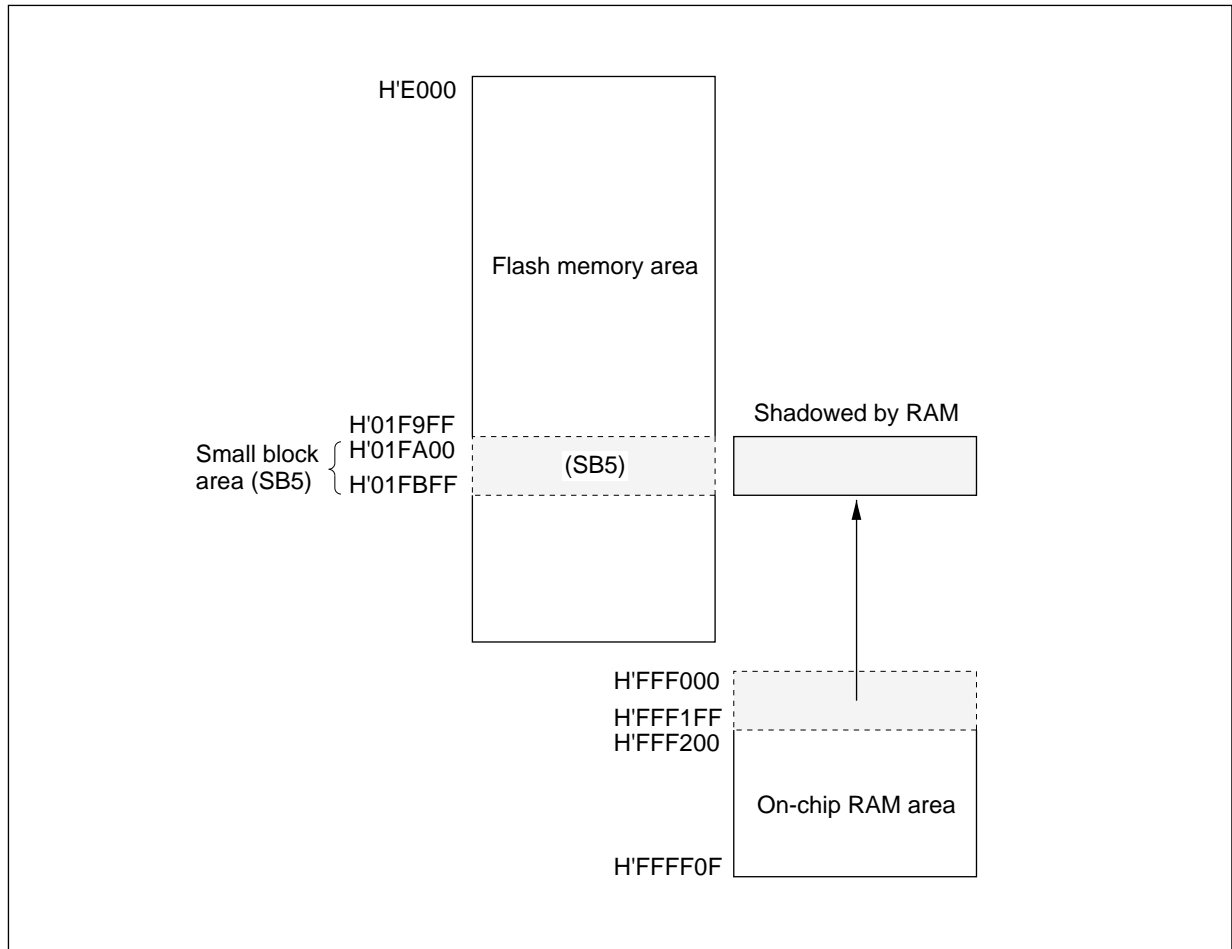 H'E000
Flash memory area
H'01F9FF
Shadowed by RAM
Small block
area (SB5)
H'01FA00
(SB5)
H'01FBFF
H'FFF000
H'FFF1FF
H'FFF200
On-chip RAM area
H'FFFF0F